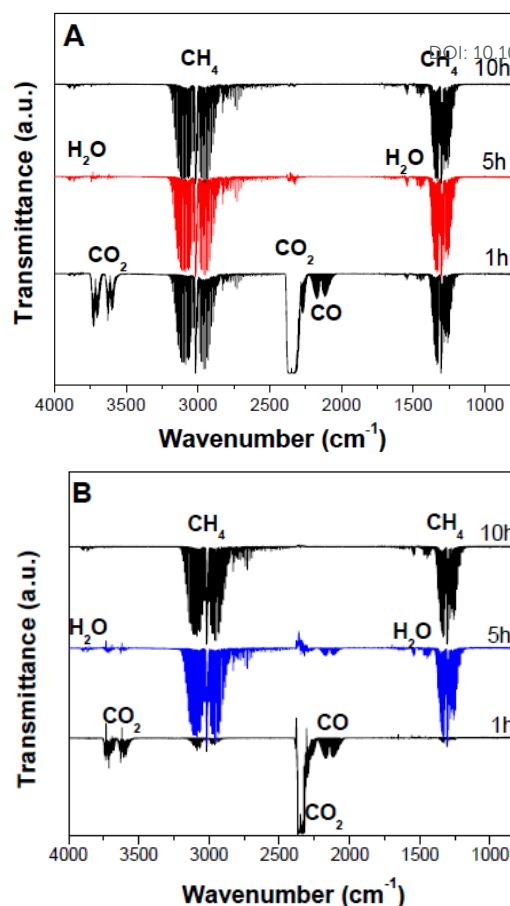 A
DOI: 10.10
CH4
CH4
10h
H2O
H2O
5h
CO2
CO2
1h
CO
Transmittance (a.u.)
4000 3500 3000 2500 2000 1500 1000
Wavenumber (cm-1)
B
CH4
CH4
10h
H2O
H2O
5h
CO2
CO
1h
CO2
Transmittance (a.u.)
4000 3500 3000 2500 2000 1500 1000
Wavenumber (cm-1)